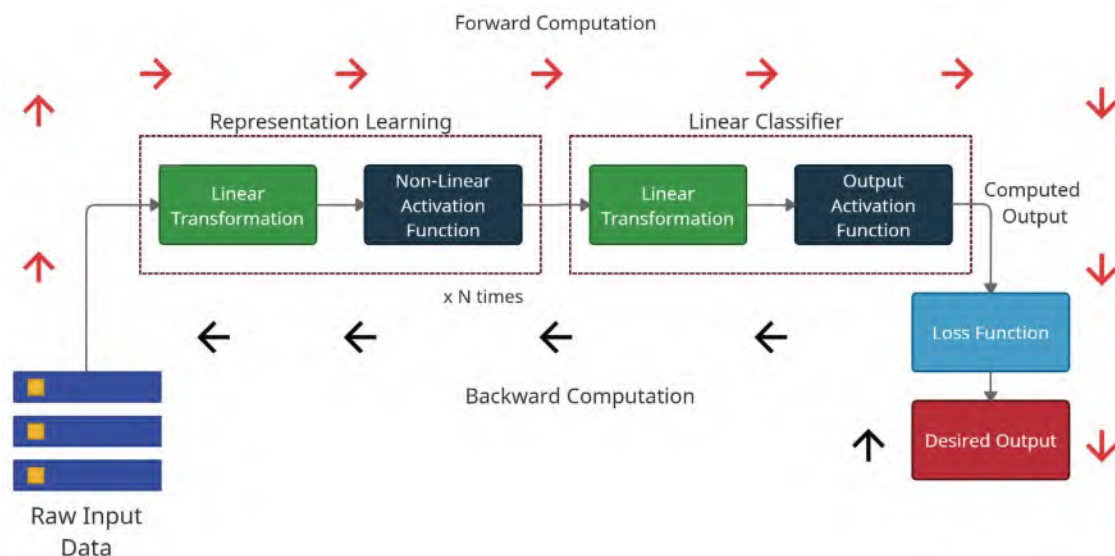 Forward Computation
Representation Learning
Linear Classifier
Linear
Transformation
Non-Linear
Activation
Function
Linear
Transformation
Output
Activation
Function
Computed
Output
x N times
Loss Function
Backward Computation
Desired Output
Raw Input
Data